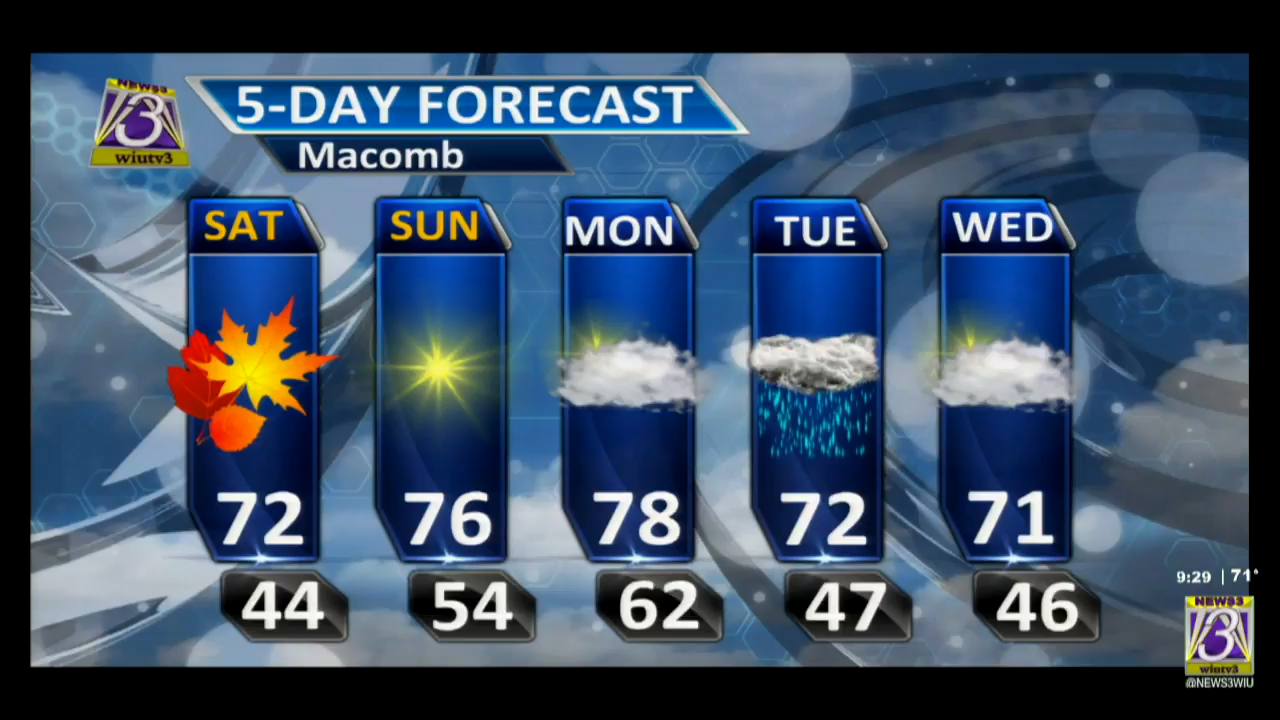 NEWS3
3
wiutv3
5-DAY FORECAST
Macomb
SAT SUN MON TUE WED
72 76 78 72 71
44 54 62 47 46
9:29 | 71°
NEWS3
3
wiutv3
@NEWS3WIU